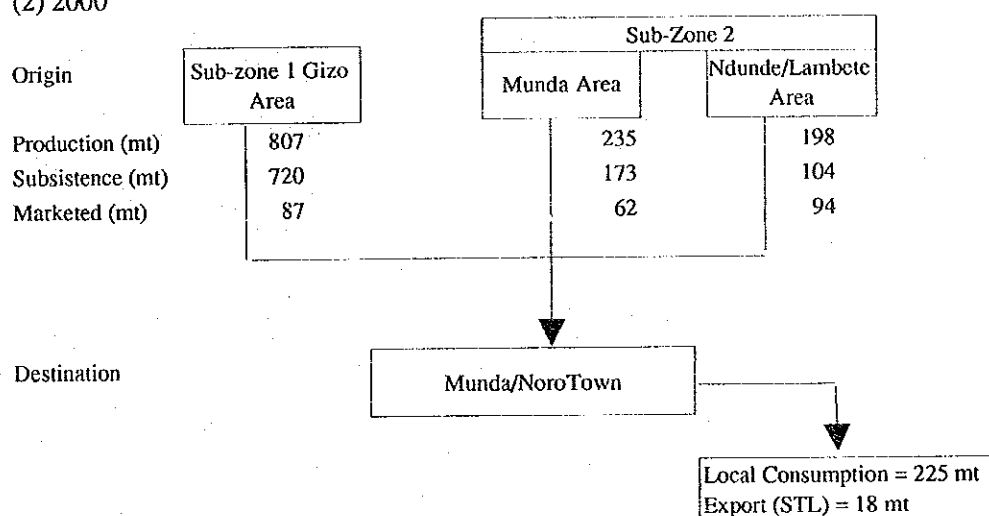 (2) 2000
Sub-Zone 2
Origin
Sub-zone 1 Gizo
Area
Munda Area
Ndunde/Lambete
Area
Production (mt) 807 235 198
Subsistence (mt) 720 173 104
Marketed (mt) 87 62 94
Destination
Munda/NoroTown
Local Consumption = 225 mt
Export (STL) = 18 mt